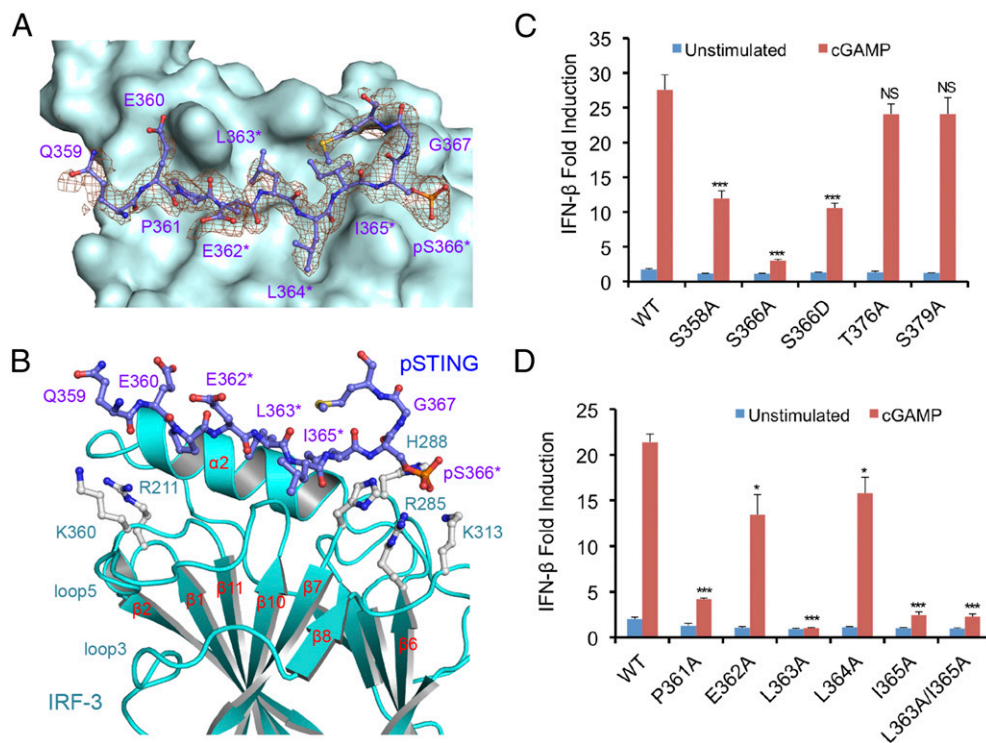 A
Q359
E360
L363*
G367
P361
E362*
I365*
pS366*
L364*
B
pSTING
Q359
E360
E362*
L363*
G367
I365*
H288
pS366*
α2
R211
R285
K360
K313
loop5
β2
β1
β11
β10
β7
β8
β6
loop3
IRF-3
C
IFN-β Fold Induction
35
30
25
20
15
10
5
0
Unstimulated
cGAMP
***
***
***
NS
NS
WT
S358A
S366A
S366D
T376A
S379A
D
IFN-β Fold Induction
25
20
15
10
5
0
Unstimulated
cGAMP
***
*
***
*
***
***
WT
P361A
E362A
L363A
L364A
I365A
L363A/I365A